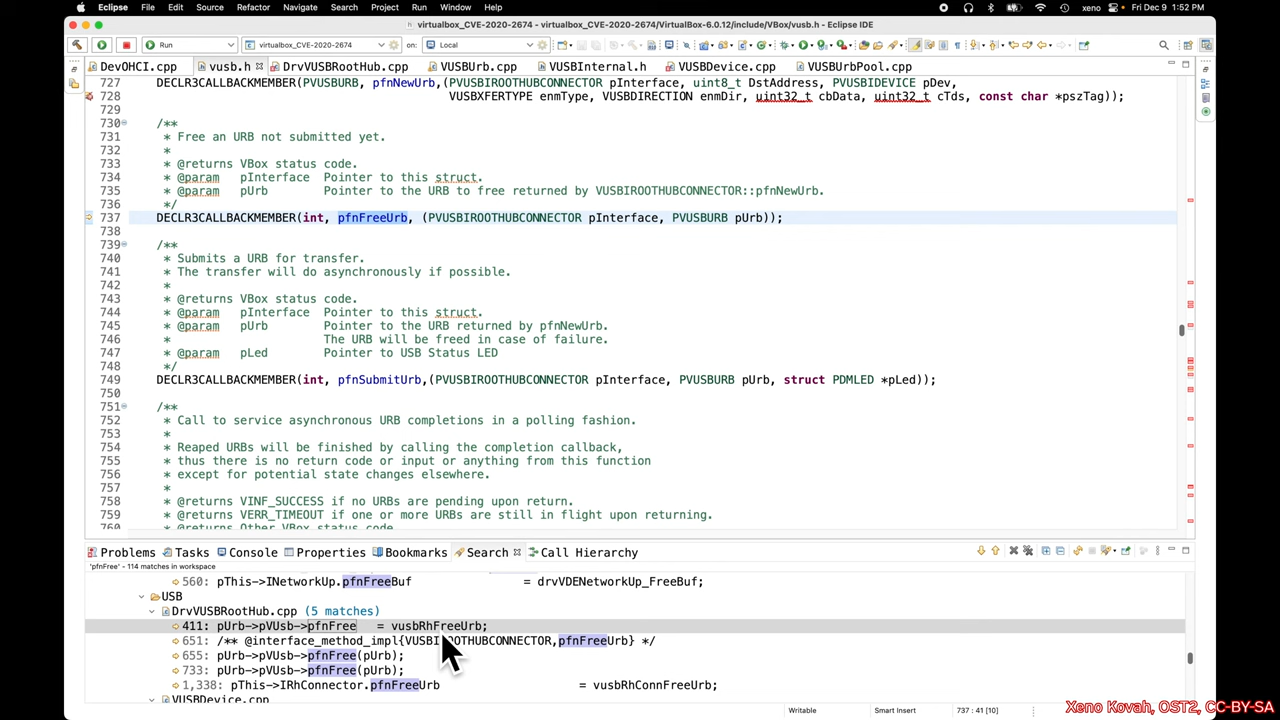 Eclipse File Edit Source Refactor Navigate Search Project Run Window Help xeno Fri Dec 9 1:52 PM
virtualbox_CVE-2020-2674 – virtualbox_CVE-2020-2674/VirtualBox-6.0.12/include/VBox/vusb.h – Eclipse IDE
Run virtualbox_CVE-2020-2674 on: Local
DevOHCI.cpp vusb.h DrvVUSBRootHub.cpp VUSBUrb.cpp VUSBInternal.h VUSBDevice.cpp VUSBUrbPool.cpp
727 DECLR3CALLBACKMEMBER(PVUSBURB, pfnNewUrb,(PVUSBIROOTHUBCONNECTOR pInterface, uint8_t DstAddress, PVUSBIDEVICE pDev,
728 VUSBXFERTYPE enmType, VUSBDIRECTION enmDir, uint32_t cbData, uint32_t cTds, const char *pszTag));
730 /**
731 * Free an URB not submitted yet.
732 *
733 * @returns VBox status code.
734 * @param pInterface Pointer to this struct.
735 * @param pUrb Pointer to the URB to free returned by VUSBIROOTHUBCONNECTOR::pfnNewUrb.
736 */
737 DECLR3CALLBACKMEMBER(int, pfnFreeUrb, (PVUSBIROOTHUBCONNECTOR pInterface, PVUSBURB pUrb));
738
739 /**
740 * Submits a URB for transfer.
741 * The transfer will do asynchronously if possible.
742 *
743 * @returns VBox status code.
744 * @param pInterface Pointer to this struct.
745 * @param pUrb Pointer to the URB returned by pfnNewUrb.
746 * The URB will be freed in case of failure.
747 * @param pLed Pointer to USB Status LED
748 */
749 DECLR3CALLBACKMEMBER(int, pfnSubmitUrb,(PVUSBIROOTHUBCONNECTOR pInterface, PVUSBURB pUrb, struct PDMLED *pLed));
750
751 /**
752 * Call to service asynchronous URB completions in a polling fashion.
753 *
754 * Reaped URBs will be finished by calling the completion callback,
755 * thus there is no return code or input or anything from this function
756 * except for potential state changes elsewhere.
757 *
758 * @returns VINF_SUCCESS if no URBs are pending upon return.
759 * @returns VERR_TIMEOUT if one or more URBs are still in flight upon returning.
760 * @returns Other VBox status code.
Problems Tasks Console Properties Bookmarks Search Call Hierarchy
'pfnFree' - 114 matches in workspace
560: pThis->INetworkUp.pfnFreeBuf = drvVDENetworkUp_FreeBuf;
USB
DrvVUSBRootHub.cpp (5 matches)
411: pUrb->pVUsb->pfnFree = vusbRhFreeUrb;
651: /** @interface_method_impl{VUSBIROOTHUBCONNECTOR,pfnFreeUrb} */
655: pUrb->pVUsb->pfnFree(pUrb);
733: pUrb->pVUsb->pfnFree(pUrb);
1,338: pThis->IRhConnector.pfnFreeUrb = vusbRhConnFreeUrb;
VUSBDevice.cpp
Writable Smart Insert 737 : 41 [10]
Xeno Kovah, OST2, CC-BY-SA